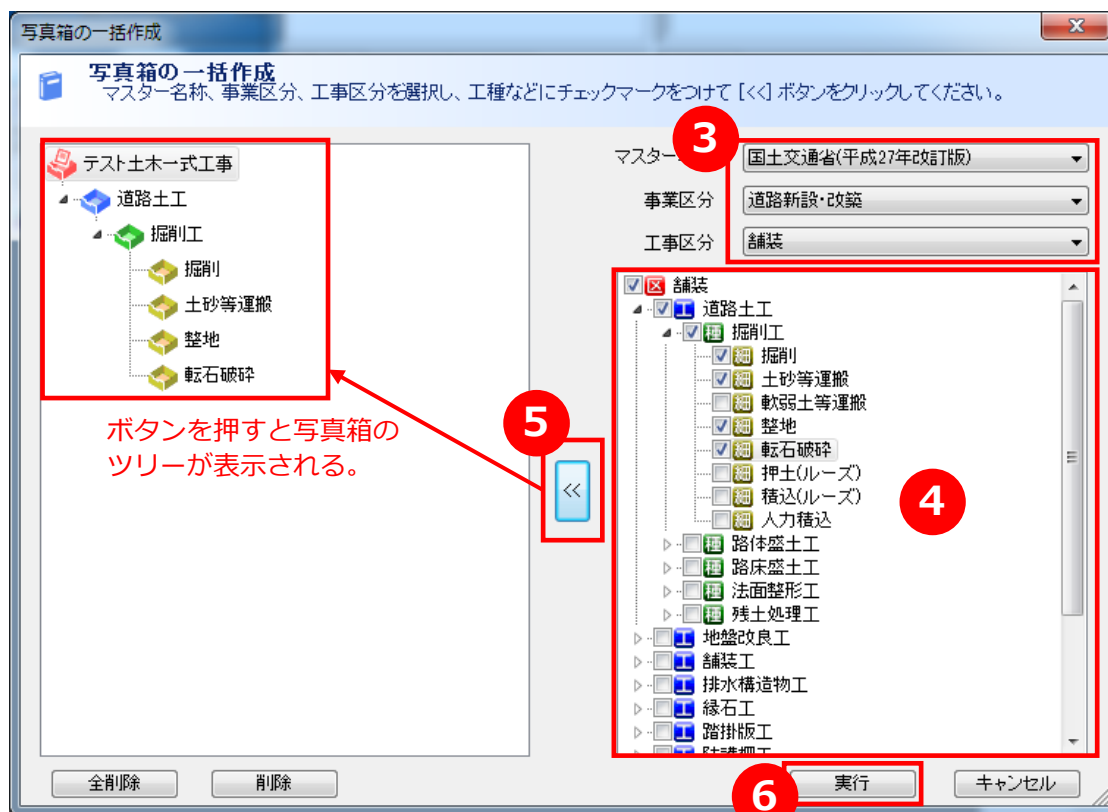 写真箱の一括作成
写真箱の一括作成
マスター名称、事業区分、工事区分を選択し、工種などにチェックマークをつけて [<<] ボタンをクリックしてください。
テスト土木一式工事
道路土工
掘削工
掘削
土砂等運搬
整地
転石破砕
ボタンを押すと写真箱の
ツリーが表示される。
5
<<
3
マスター
国土交通省(平成27年改訂版)
事業区分
道路新設・改築
工事区分
舗装
区 舗装
工 道路土工
種 掘削工
細 掘削
細 土砂等運搬
細 軟弱土等運搬
細 整地
細 転石破砕
細 押土(ルーズ)
細 積込(ルーズ)
細 人力積込
4
種 路体盛土工
種 路床盛土工
種 法面整形工
種 残土処理工
工 地盤改良工
工 舗装工
工 排水構造物工
工 縁石工
工 踏掛版工
工 防護柵工
全削除
削除
6
実行
キャンセル